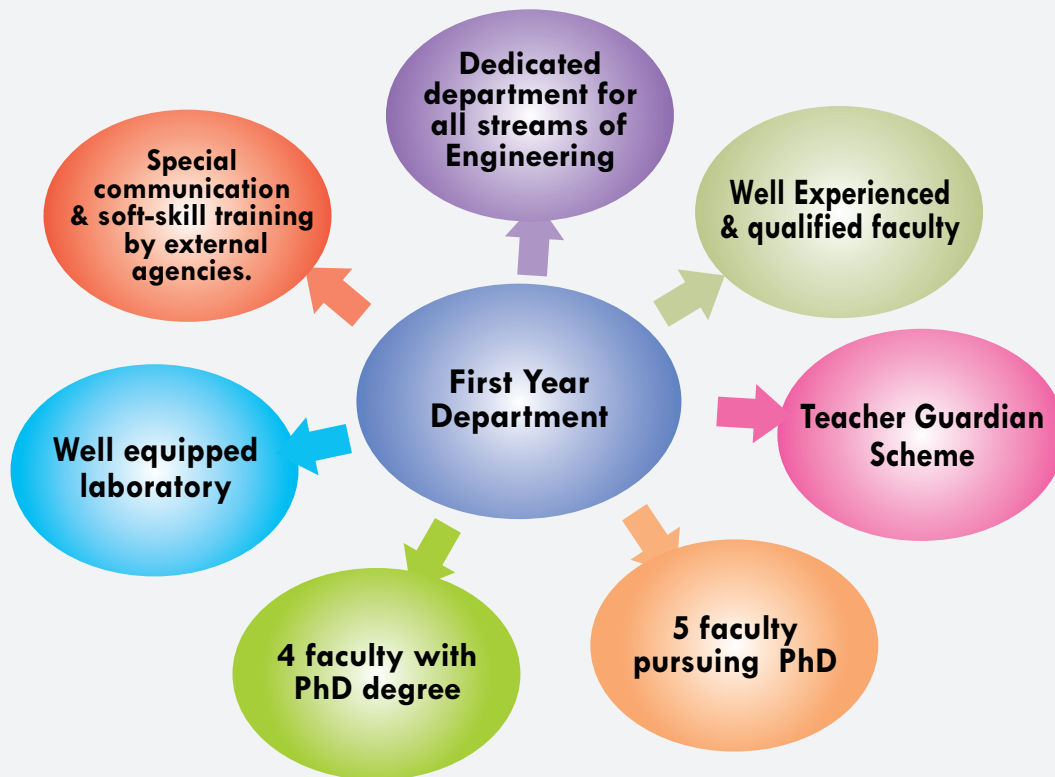 Dedicated
department for
all streams of
Engineering
Special
communication
& soft-skill training
by external
agencies.
Well Experienced
& qualified faculty
First Year
Department
Teacher Guardian
Scheme
Well equipped
laboratory
4 faculty with
PhD degree
5 faculty
pursuing PhD